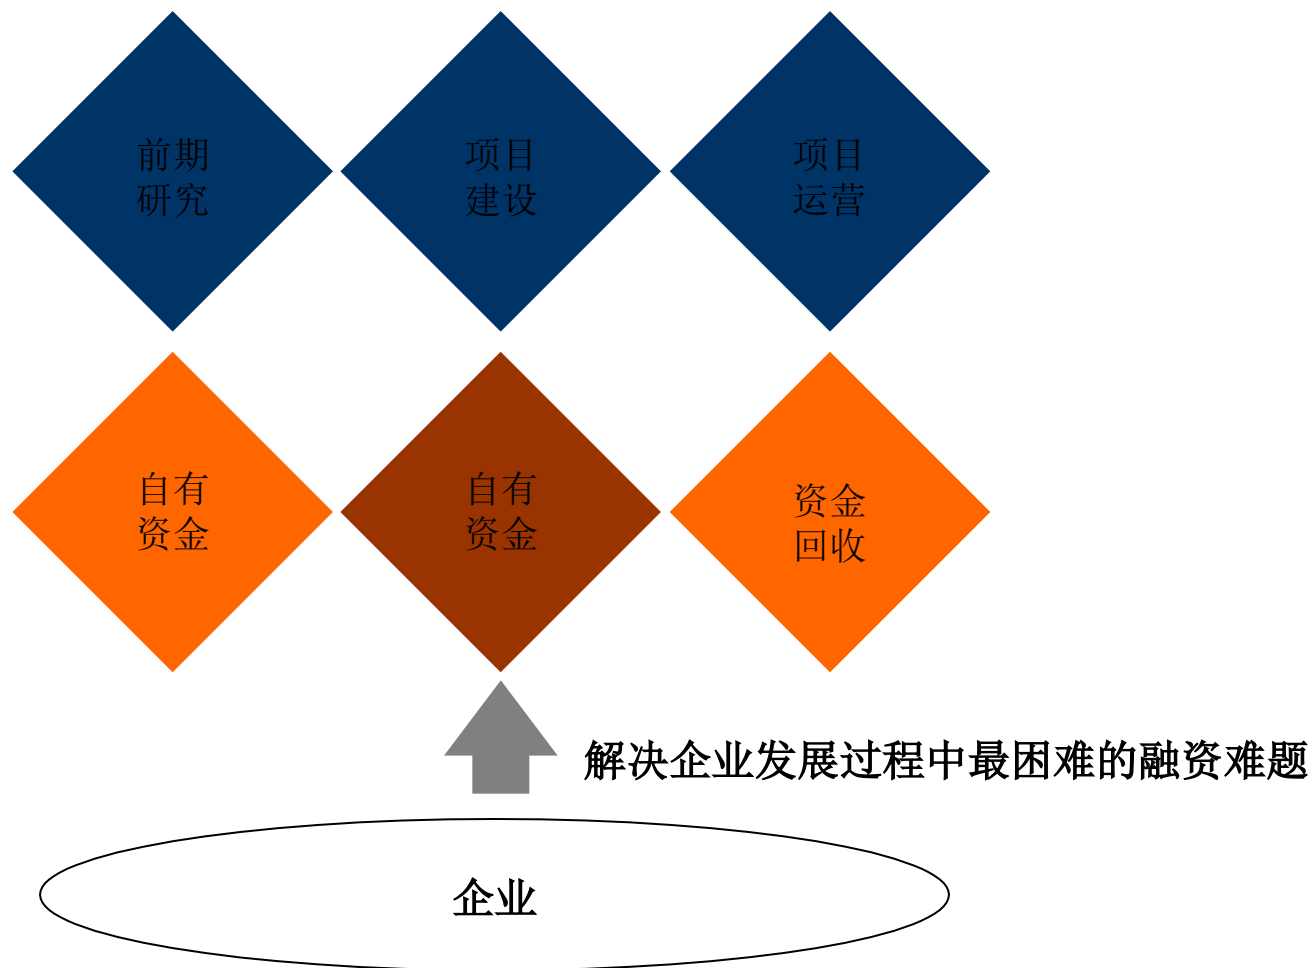 前期
研究
项目
建设
项目
运营
自有
资金
自有
资金
资金
回收
解决企业发展过程中最困难的融资难题
企业